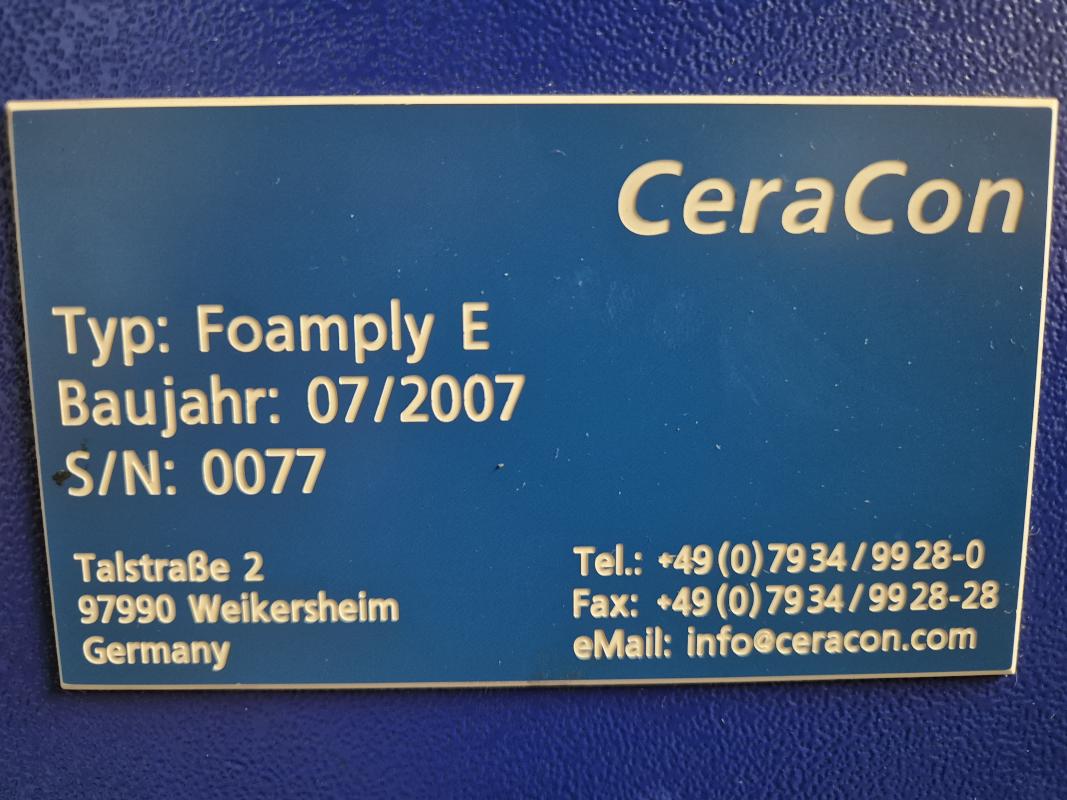 CeraCon
Typ: Foamply E
Baujahr: 07/2007
S/N: 0077
Talstraße 2
97990 Weikersheim
Germany
Tel.: +49(0)7934/9928-0
Fax: +49(0)7934/9928-28
eMail: info@ceracon.com